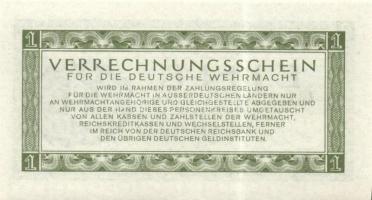 1 1
VERRECHNUNGSSCHEIN
FÜR DIE DEUTSCHE WEHRMACHT
WIRD IM RAHMEN DER ZAHLUNGSREGELUNG
FÜR DIE WEHRMACHT IN AUSSERDEUTSCHEN LÄNDERN NUR
AN WEHRMACHTANGEHÖRIGE UND GLEICHGESTELLTE ABGEGEBEN UND
NUR AUS DER HAND DIESES PERSONENKREISES UMGETAUSCHT
VON ALLEN KASSEN UND ZAHLSTELLEN DER WEHRMACHT,
REICHSKREDITKASSEN UND WECHSELSTELLEN, FERNER
IM REICH VON DER DEUTSCHEN REICHSBANK UND
DEN ÜBRIGEN DEUTSCHEN GELDINSTITUTEN.
1 1